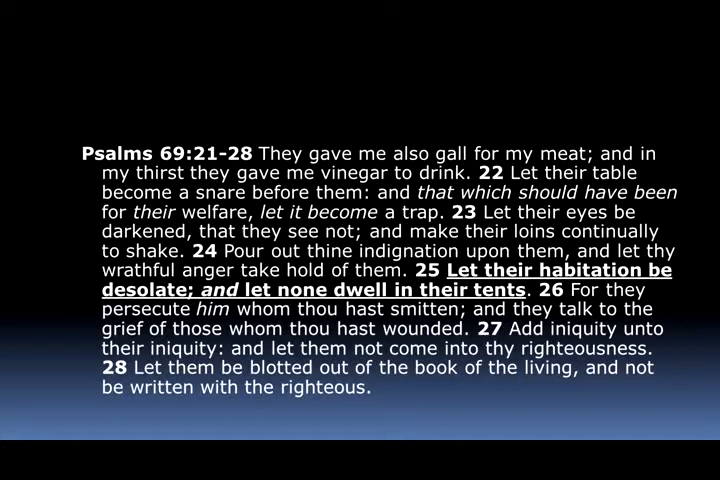 Psalms 69:21-28 They gave me also gall for my meat; and in
my thirst they gave me vinegar to drink. 22 Let their table
become a snare before them: and that which should have been
for their welfare, let it become a trap. 23 Let their eyes be
darkened, that they see not; and make their loins continually
to shake. 24 Pour out thine indignation upon them, and let thy
wrathful anger take hold of them. 25 Let their habitation be
desolate; and let none dwell in their tents. 26 For they
persecute him whom thou hast smitten; and they talk to the
grief of those whom thou hast wounded. 27 Add iniquity unto
their iniquity: and let them not come into thy righteousness.
28 Let them be blotted out of the book of the living, and not
be written with the righteous.